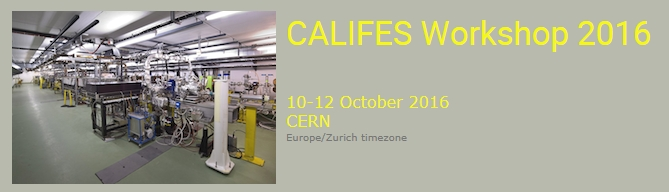 CALIFES Workshop 2016
10-12 October 2016
CERN
Europe/Zurich timezone